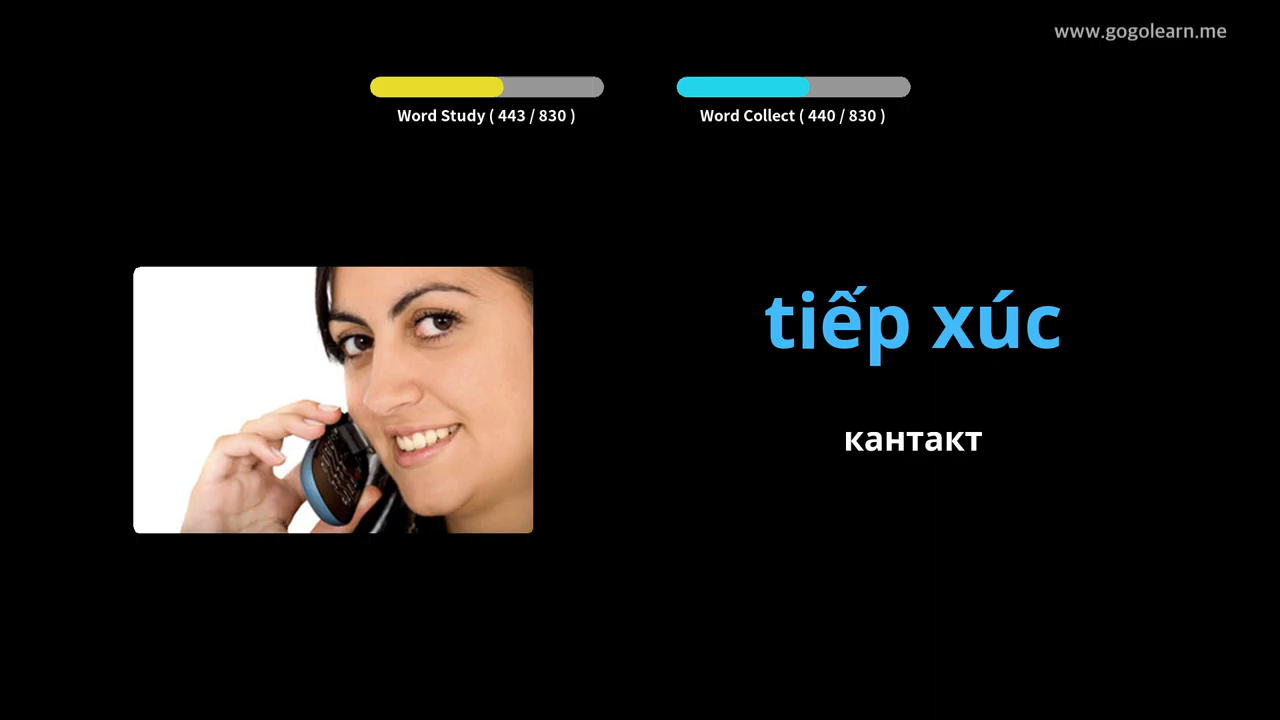 www.gogolearn.me
Word Study ( 443 / 830 )
Word Collect ( 440 / 830 )
tiếp xúc
кантакт